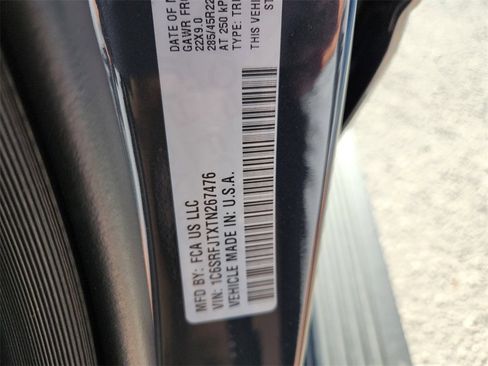 DATE OF M
GAWR FR
22X9.0
285/45R22
AT 250 kP
TYPE: TR
THIS VEHI
ST
MFD BY: FCA US LLC
VIN: 1C6SRFJTXTN267476
VEHICLE MADE IN: U.S.A.